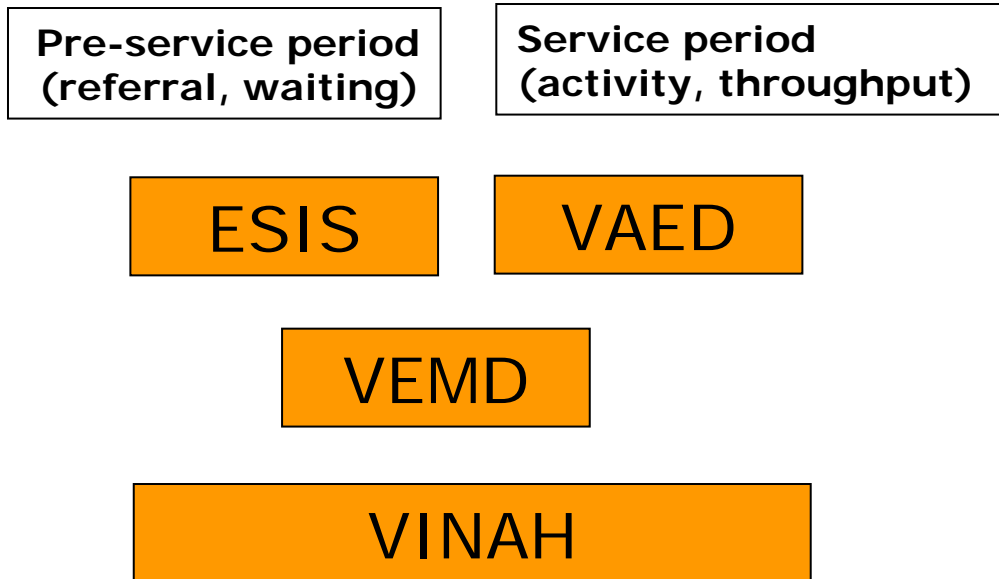 Pre-service period
(referral, waiting)
Service period
(activity, throughput)
ESIS
VAED
VEMD
VINAH